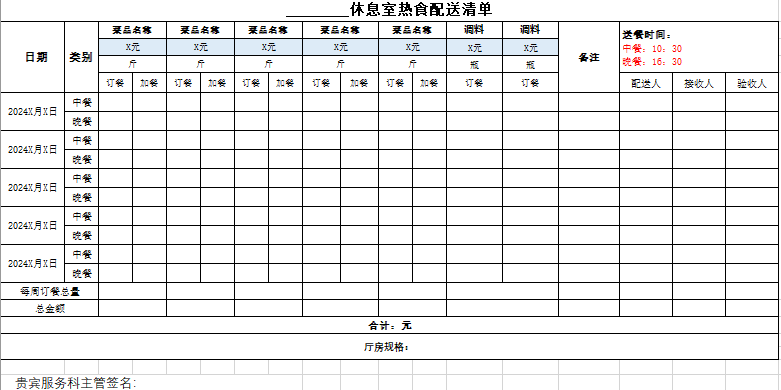 ________休息室热食配送清单
日期 类别 菜品名称 菜品名称 菜品名称 菜品名称 菜品名称 调料 调料 备注 送餐时间：
中餐：10：30
晚餐：16：30
X元 X元 X元 X元 X元 X元 X元
斤 斤 斤 斤 斤 瓶 瓶
订餐 加餐 订餐 加餐 订餐 加餐 订餐 加餐 订餐 加餐 订餐 订餐 配送人 接收人 验收人
2024X月X日 中餐
晚餐
2024X月X日 中餐
晚餐
2024X月X日 中餐
晚餐
2024X月X日 中餐
晚餐
2024X月X日 中餐
晚餐
每周订餐总量
总金额
合计：元
厅房规格：
贵宾服务科主管签名: